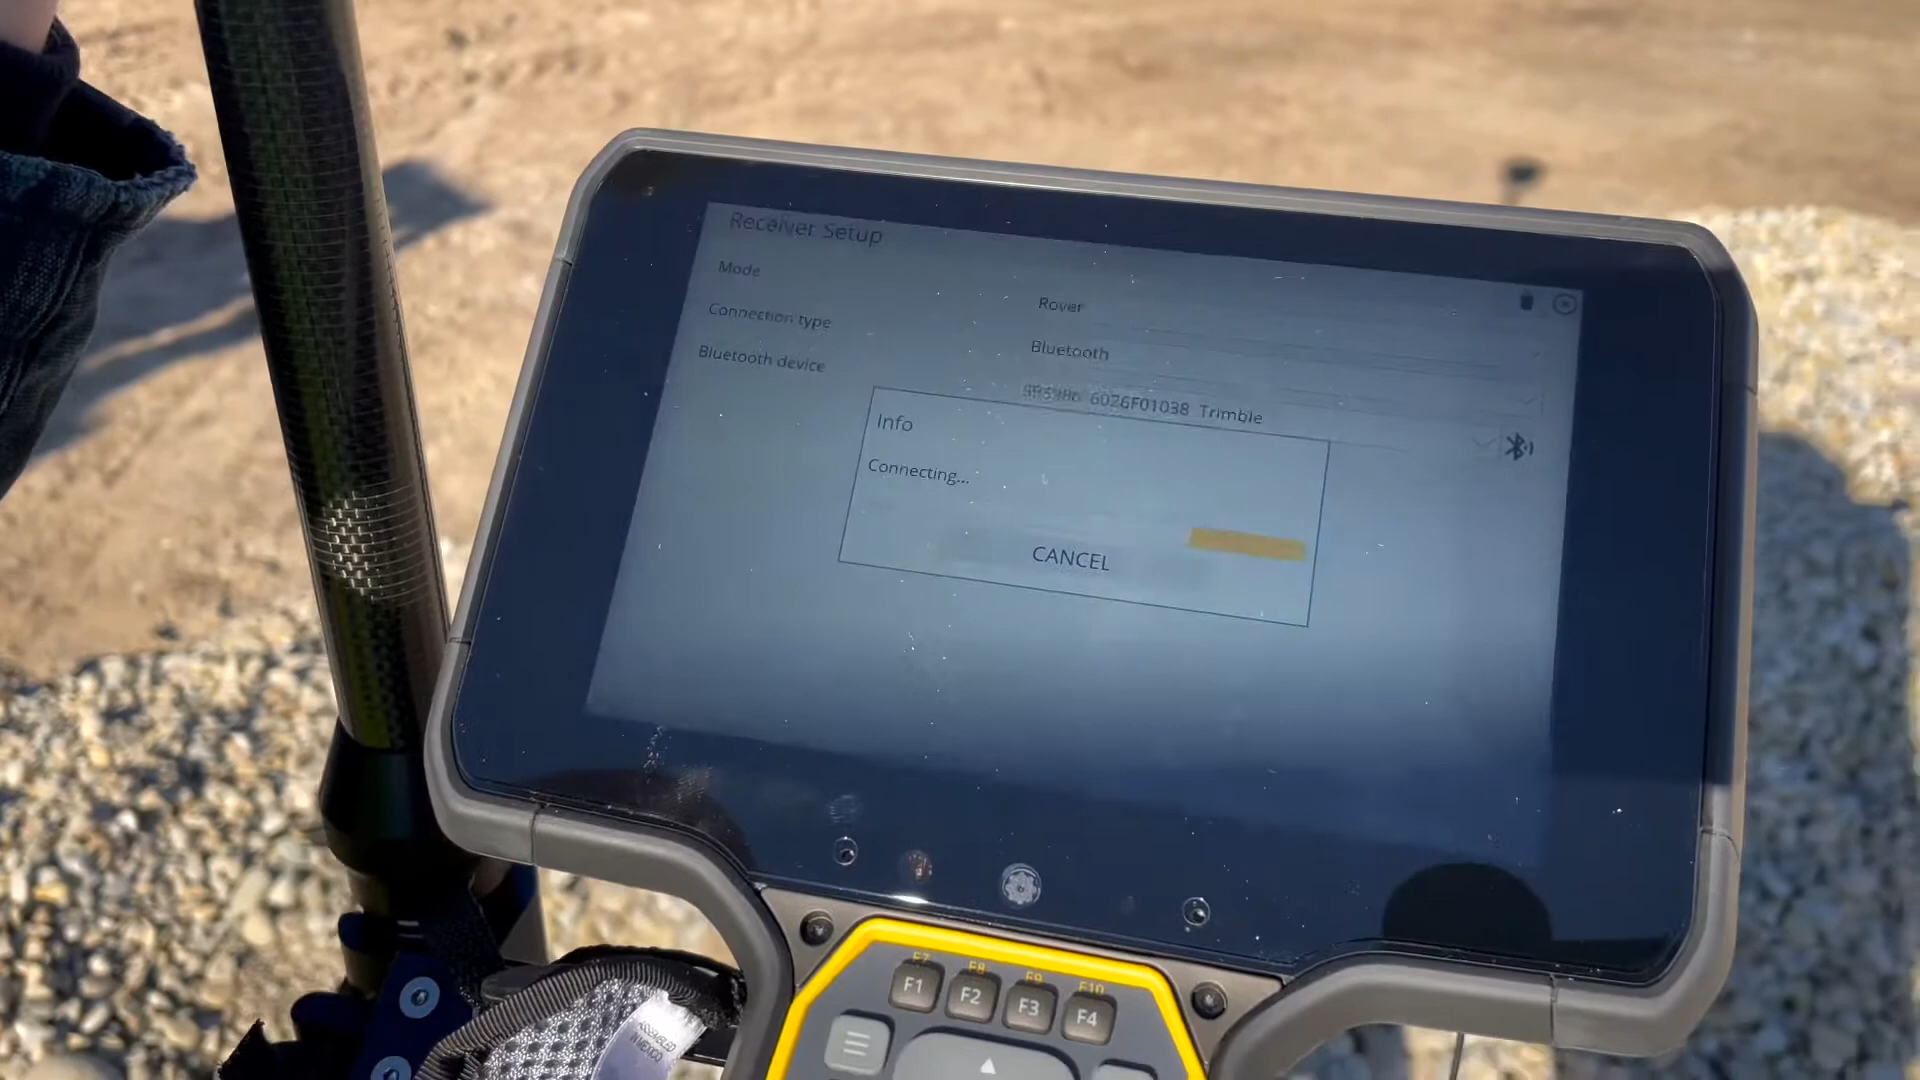 Receiver Setup
Mode
Rover
Connection type
Bluetooth
Bluetooth device
6026F01038 Trimble
Info
Connecting...
CANCEL
F7 F8 F9 F10
F1 F2 F3 F4